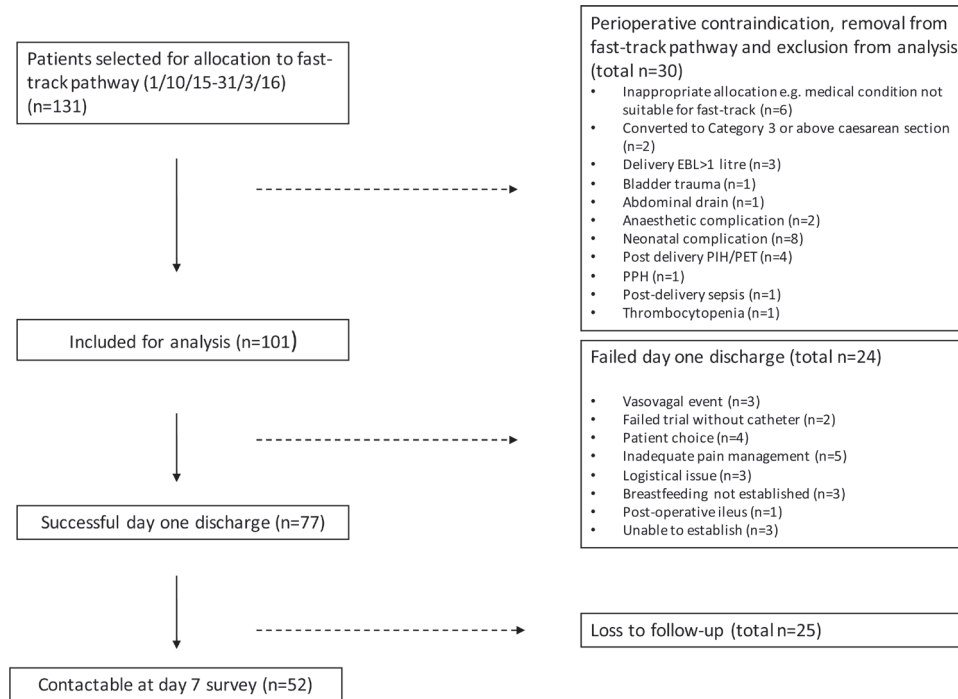 Patients selected for allocation to fast-
track pathway (1/10/15-31/3/16)
(n=131)
Perioperative contraindication, removal from
fast-track pathway and exclusion from analysis
(total n=30)
• Inappropriate allocation e.g. medical condition not
suitable for fast-track (n=6)
• Converted to Category 3 or above caesarean section
(n=2)
• Delivery EBL>1 litre (n=3)
• Bladder trauma (n=1)
• Abdominal drain (n=1)
• Anaesthetic complication (n=2)
• Neonatal complication (n=8)
• Post delivery PIH/PET (n=4)
• PPH (n=1)
• Post-delivery sepsis (n=1)
• Thrombocytopenia (n=1)
Included for analysis (n=101)
Failed day one discharge (total n=24)
• Vasovagal event (n=3)
• Failed trial without catheter (n=2)
• Patient choice (n=4)
• Inadequate pain management (n=5)
• Logistical issue (n=3)
• Breastfeeding not established (n=3)
• Post-operative ileus (n=1)
• Unable to establish (n=3)
Successful day one discharge (n=77)
Loss to follow-up (total n=25)
Contactable at day 7 survey (n=52)